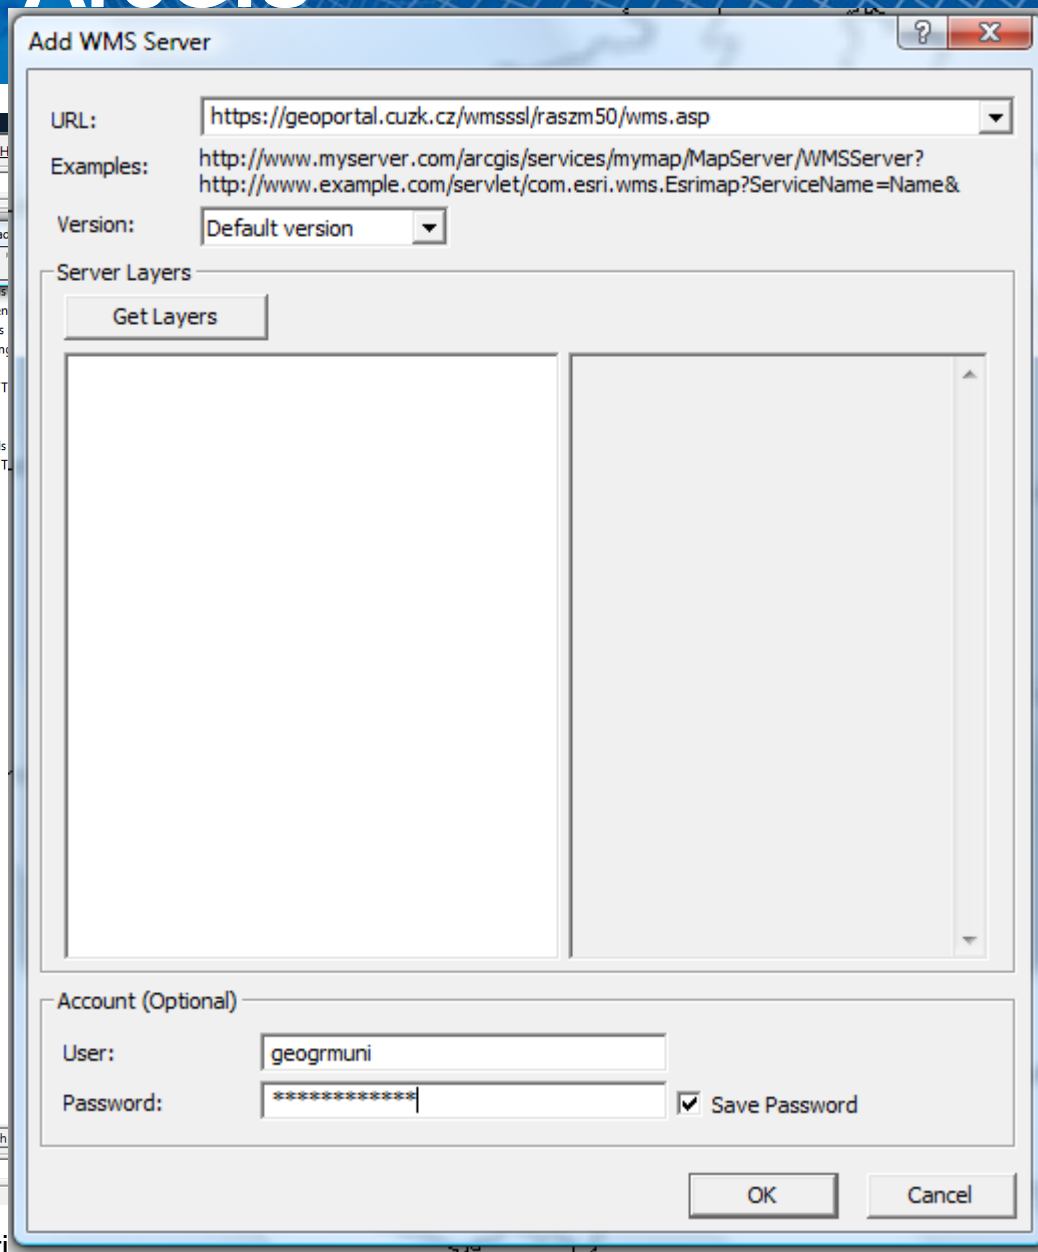 ArcGIS
Add WMS Server
URL:
https://geoportal.cuzk.cz/wmsssl/raszm50/wms.asp
Examples:
http://www.myserver.com/arcgis/services/mymap/MapServer/WMSServer?
http://www.example.com/servlet/com.esri.wms.Esrimap?ServiceName=Name&
Version:
Default version
Server Layers
Get Layers
Account (Optional)
User:
geogrmuni
Password:
************
Save Password
OK
Cancel